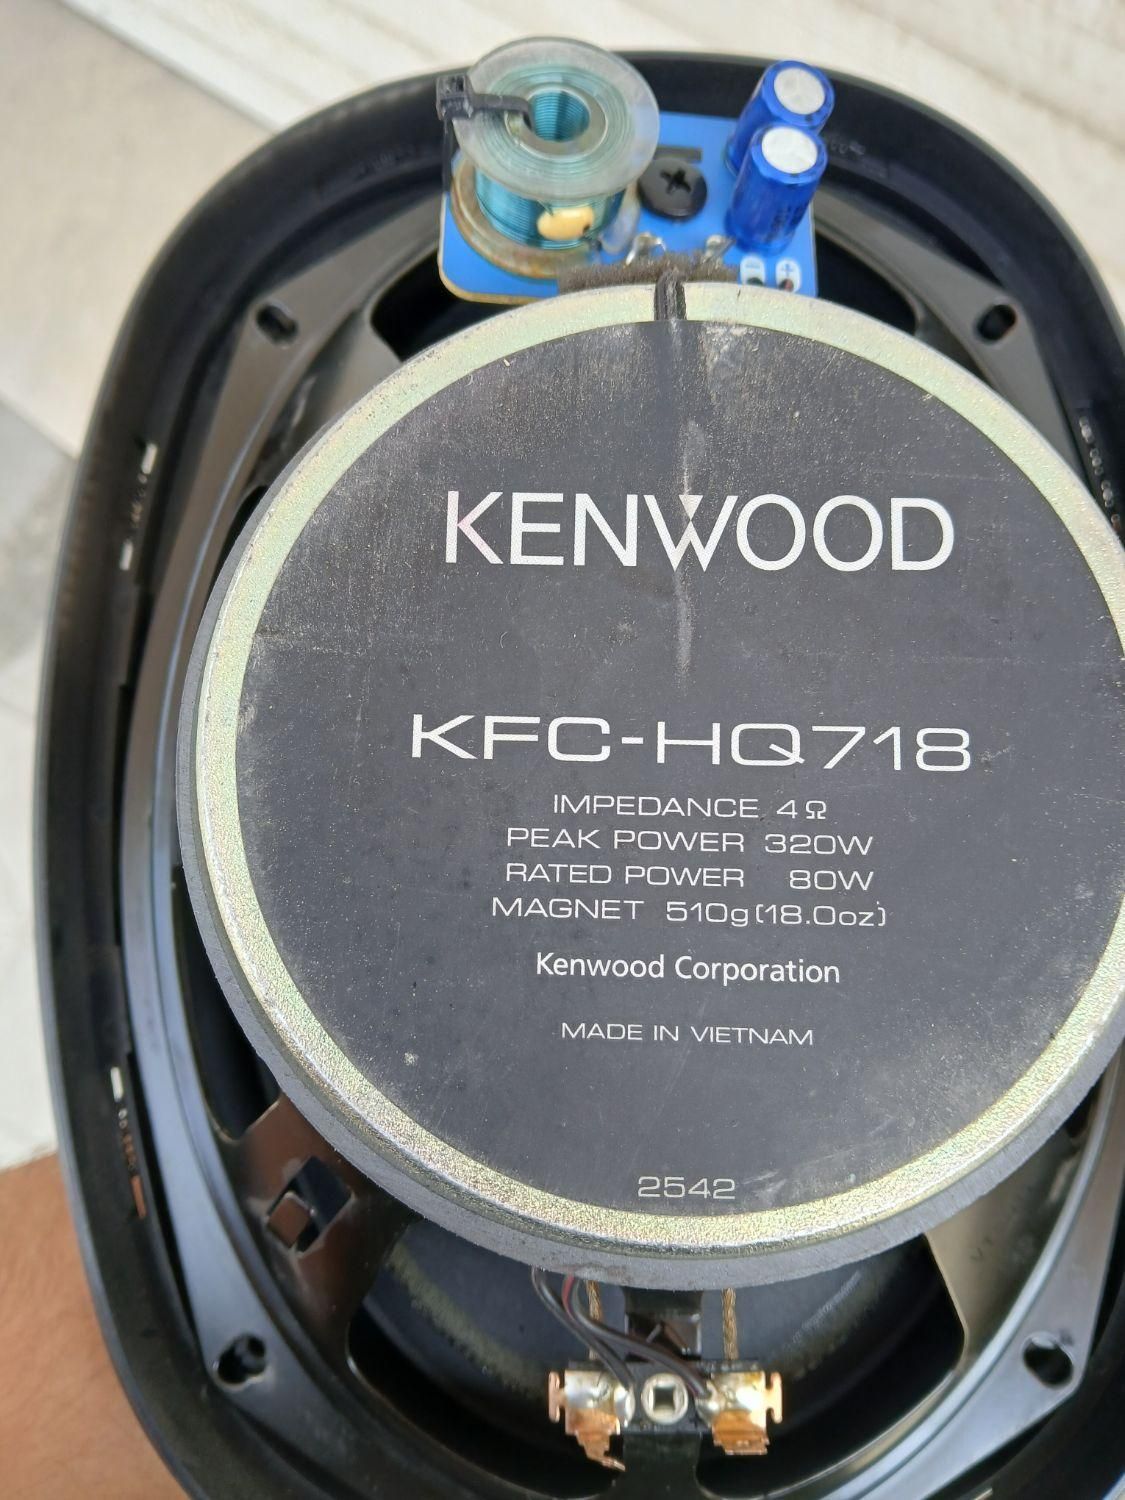 - +
KENWOOD
KFC-HQ718
IMPEDANCE 4Ω
PEAK POWER 320W
RATED POWER 80W
MAGNET 510g(18.0oz)
Kenwood Corporation
MADE IN VIETNAM
2542